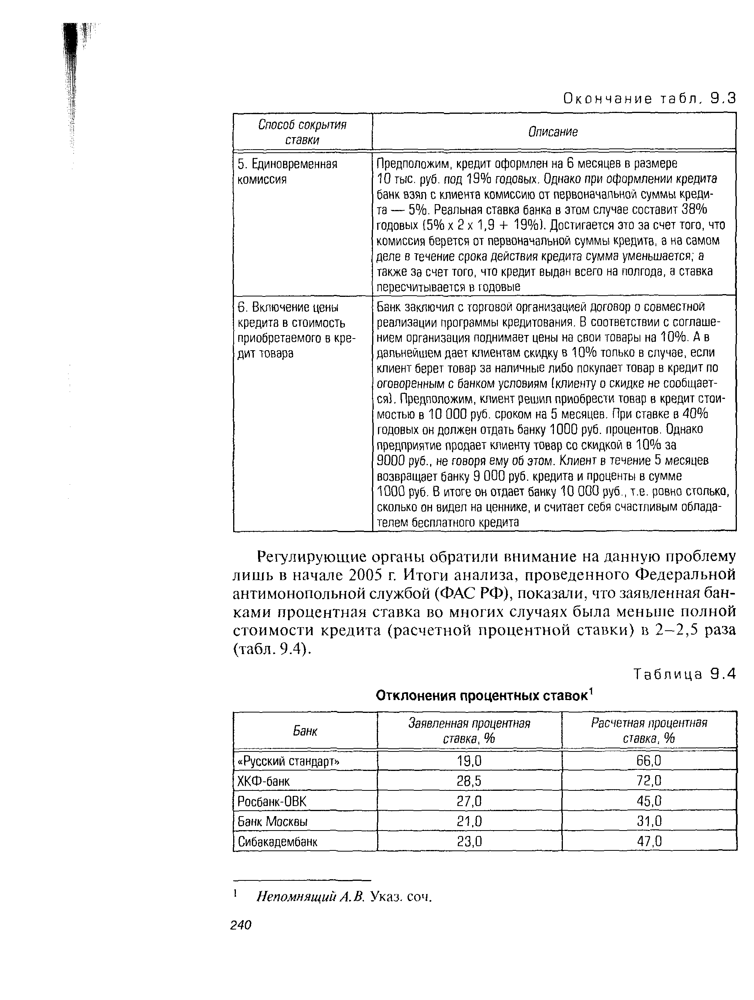 Окончание табл. 9.3
Способ сокрытия
ставки
Описание
5. Единовременная
комиссия
Предположим, кредит оформлен на 6 месяцев в размере
10 тыс. руб. под 19% годовых. Однако при оформлении кредита
банк взял с клиента комиссию от первоначальной суммы креди-
та — 5%. Реальная ставка банка в этом случае составит 38%
годовых (5% х 2 х 1,9 + 19%). Достигается это за счет того, что
комиссия берется от первоначальной суммы кредита, а на самом
деле в течение срока действия кредита сумма уменьшается; а
также за счет того, что кредит выдан всего на полгода, а ставка
пересчитывается в годовые
6. Включение цены
кредита в стоимость
приобретаемого в кре-
дит товара
Банк заключил с торговой организацией договор о совместной
реализации программы кредитования. В соответствии с соглаше-
нием организация поднимает цены на свои товары на 10%. А в
дальнейшем дает клиентам скидку в 10% только в случае, если
клиент берет товар за наличные либо покупает товар в кредит по
оговоренным с банком условиям (клиенту о скидке не сообщает-
ся). Предположим, клиент решил приобрести товар в кредит стои-
мостью в 10 000 руб. сроком на 5 месяцев. При ставке в 40%
годовых он должен отдать банку 1000 руб. процентов. Однако
предприятие продает клиенту товар со скидкой в 10% за
9000 руб., не говоря ему об этом. Клиент в течение 5 месяцев
возвращает банку 9 000 руб. кредита и проценты в сумме
1000 руб. В итоге он отдает банку 10 000 руб., т.е. ровно столько,
сколько он видел на ценнике, и считает себя счастливым облада-
телем бесплатного кредита
Регулирующие органы обратили внимание на данную проблему
лишь в начале 2005 г. Итоги анализа, проведенного Федеральной
антимонопольной службой (ФАС РФ), показали, что заявленная бан-
ками процентная ставка во многих случаях была меньше полной
стоимости кредита (расчетной процентной ставки) в 2–2,5 раза
(табл. 9.4).
Таблица 9.4
Отклонения процентных ставок¹
Банк
Заявленная процентная
ставка, %
Расчетная процентная
ставка, %
«Русский стандарт» 19,0 66,0
ХКФ-банк 28,5 72,0
Росбанк-ОВК 27,0 45,0
Банк Москвы 21,0 31,0
Сибакадембанк 23,0 47,0
¹ Непомнящий А.В. Указ. соч.
240